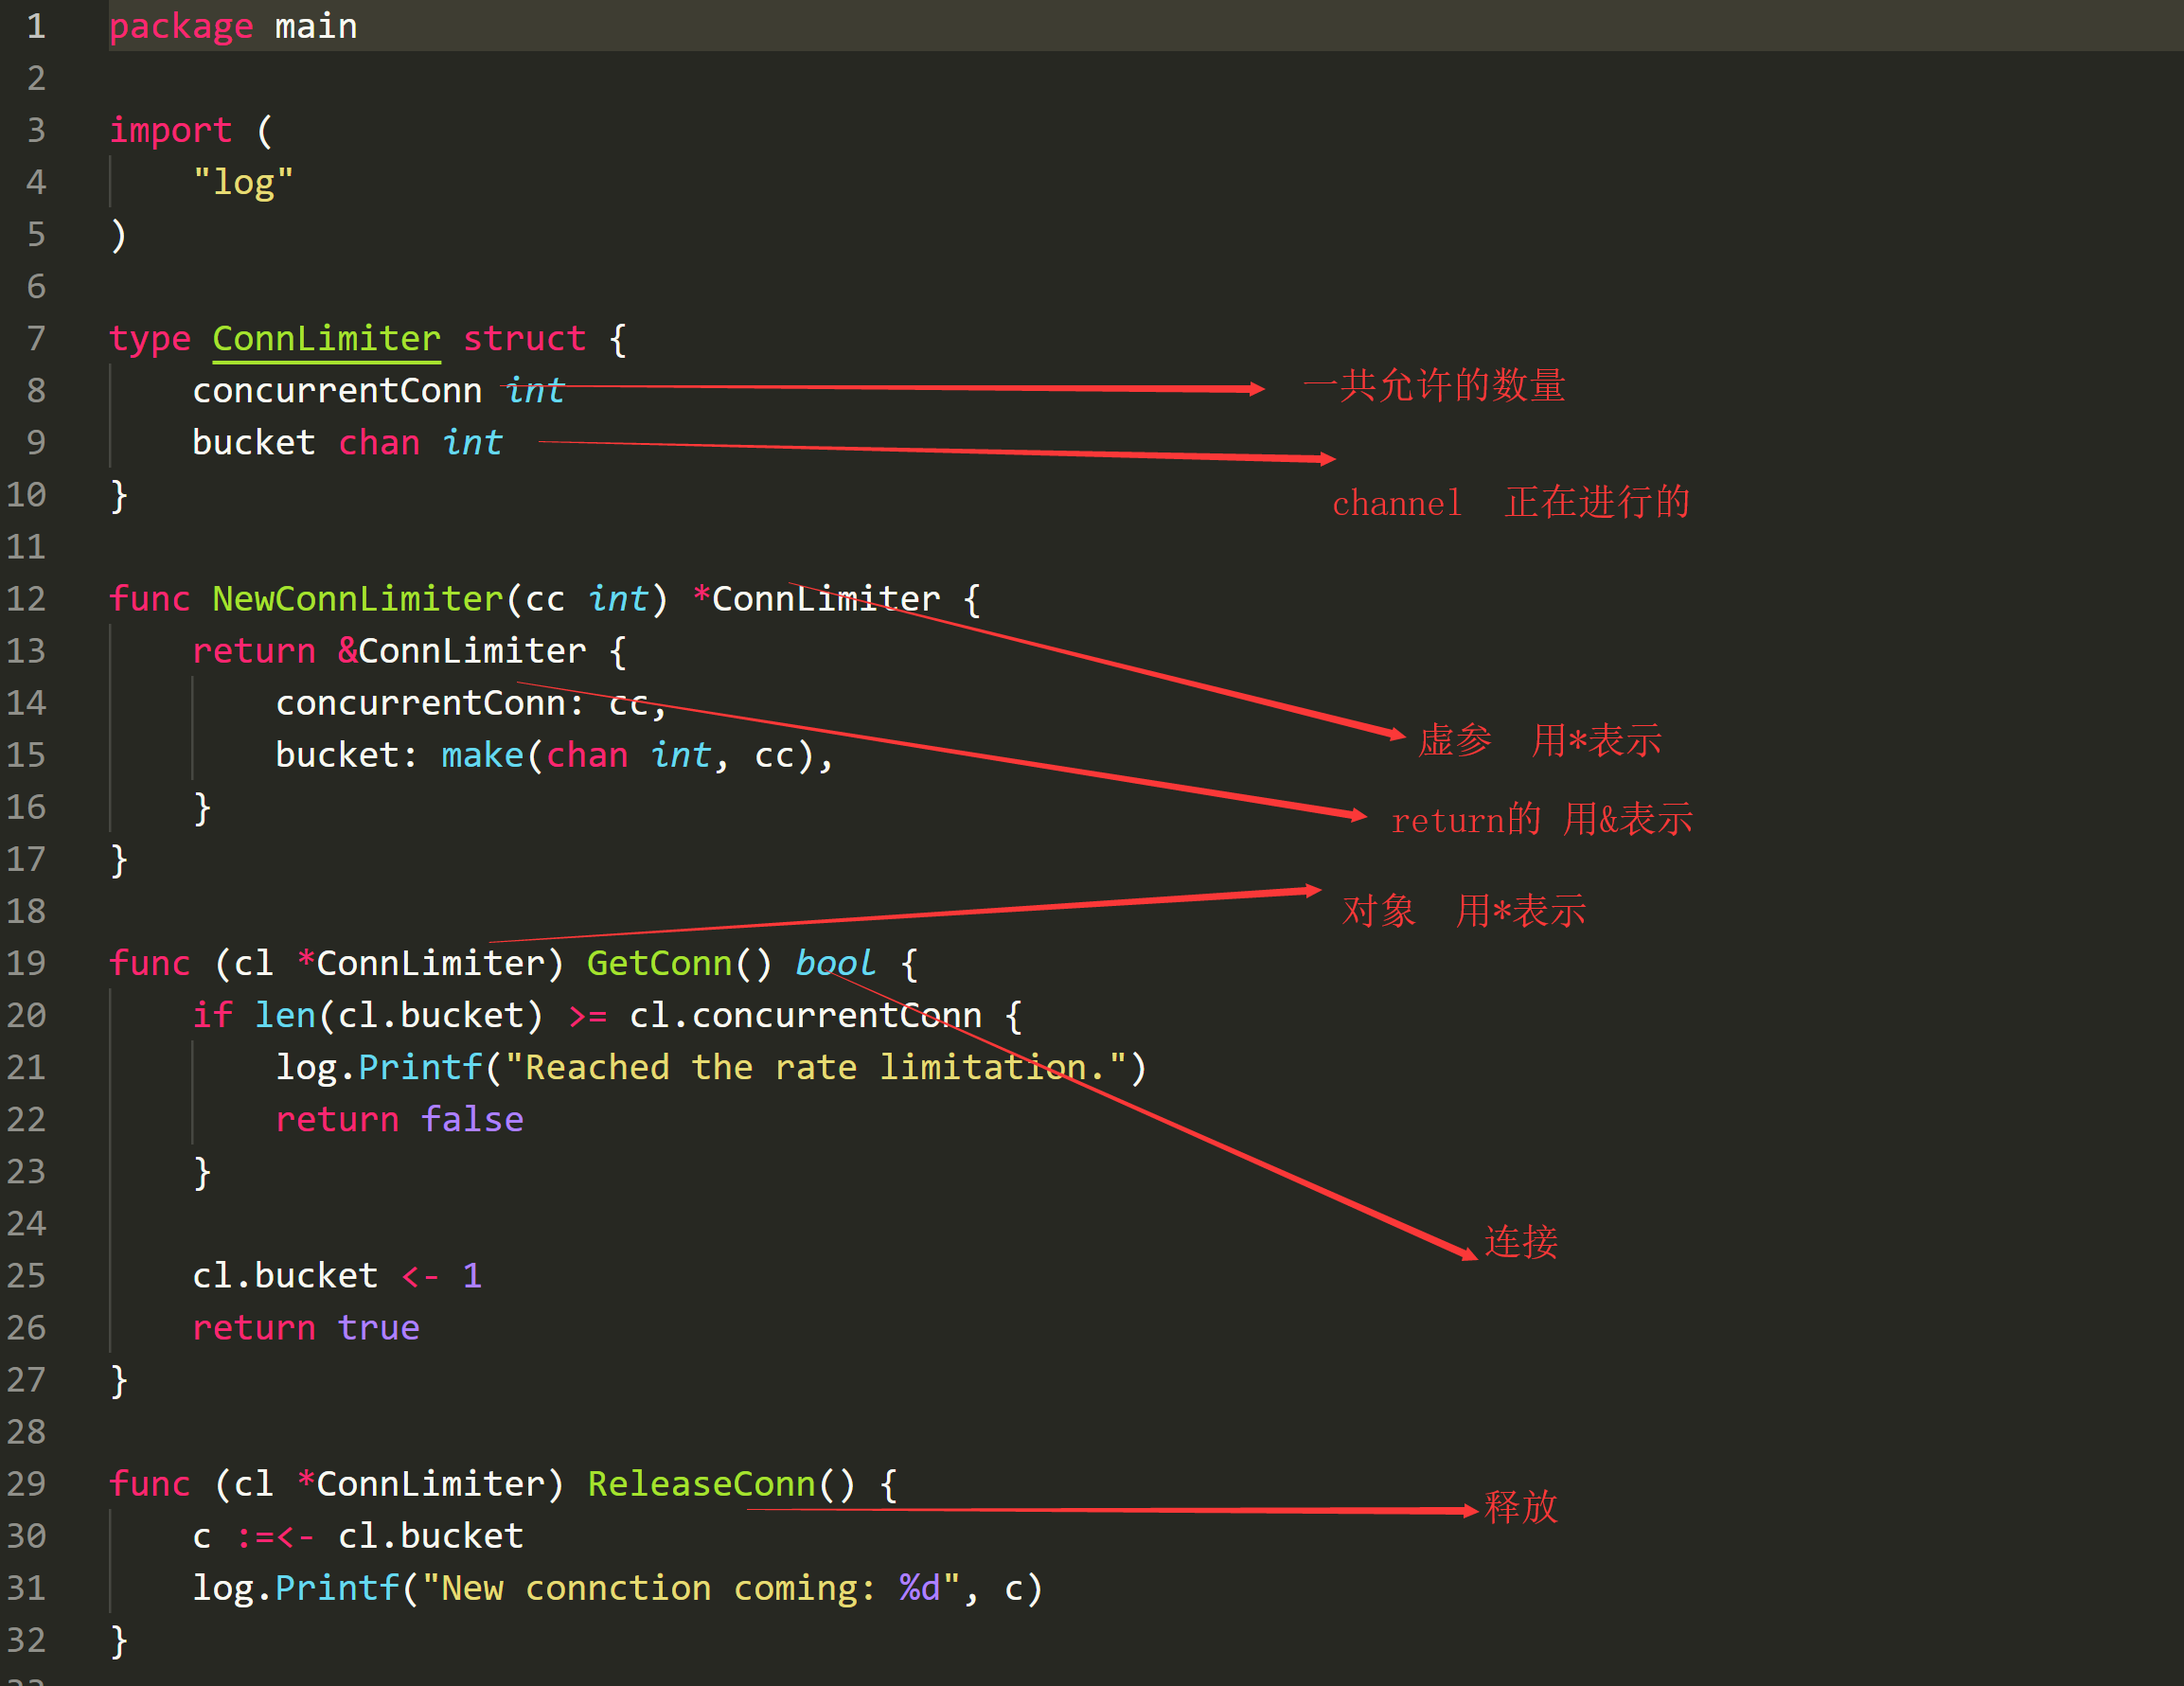 1 package main
2
3 import (
4 "log"
5 )
6
7 type ConnLimiter struct {
8 concurrentConn int 一共允许的数量
9 bucket chan int
channel 正在进行的
10 }
11
12 func NewConnLimiter(cc int) *ConnLimiter {
13 return &ConnLimiter {
14 concurrentConn: cc,
虚参 用*表示
15 bucket: make(chan int, cc),
16 }
return的 用&表示
17 }
18
对象 用*表示
19 func (cl *ConnLimiter) GetConn() bool {
20 if len(cl.bucket) >= cl.concurrentConn {
21 log.Printf("Reached the rate limitation.")
22 return false
23 }
24
连接
25 cl.bucket <- 1
26 return true
27 }
28
29 func (cl *ConnLimiter) ReleaseConn() {
释放
30 c :=<- cl.bucket
31 log.Printf("New connction coming: %d", c)
32 }